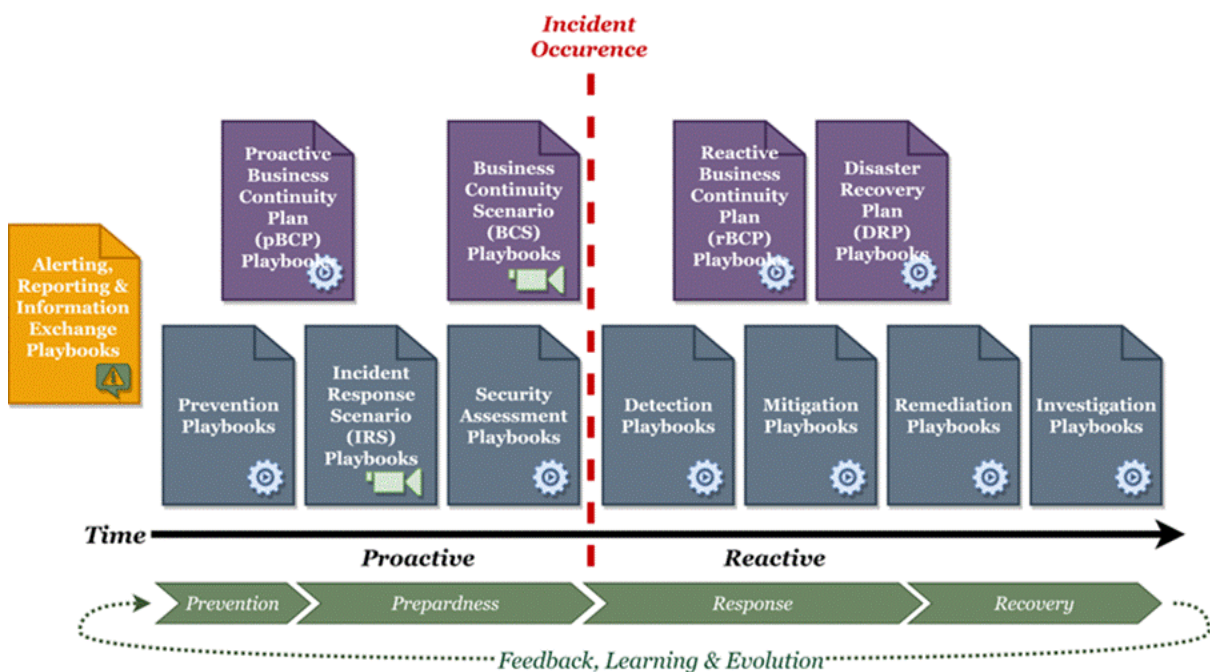 Incident
Occurence
Proactive
Business
Continuity
Plan
(pBCP)
Playbooks
Business
Continuity
Scenario
(BCS)
Playbooks
Reactive
Business
Continuity
Plan
(rBCP)
Playbooks
Disaster
Recovery
Plan
(DRP)
Playbooks
Alerting,
Reporting &
Information
Exchange
Playbooks
Prevention
Playbooks
Incident
Response
Scenario
(IRS)
Playbooks
Security
Assessment
Playbooks
Detection
Playbooks
Mitigation
Playbooks
Remediation
Playbooks
Investigation
Playbooks
Time
Proactive
Reactive
Prevention
Prepardness
Response
Recovery
Feedback, Learning & Evolution